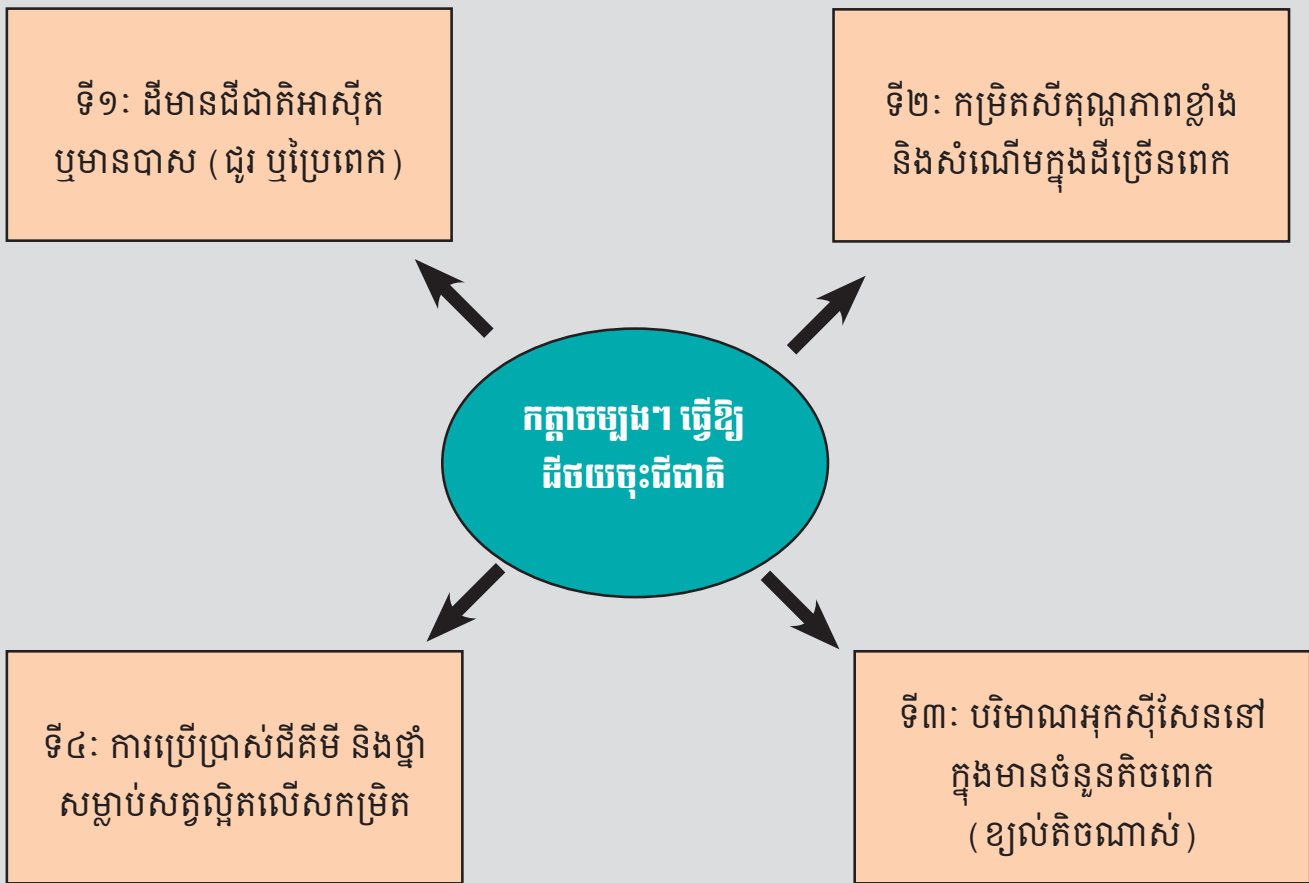 ទី១: ដីមានជីជាតិអាស៊ីត
ឬមានបាស (ជូរ ឬប្រៃពេក)
ទី២: កម្រិតសីតុណ្ហភាពខ្លាំង
និងសំណើមក្នុងដីច្រើនពេក
កត្តាចម្បងៗ ធ្វើឱ្យ
ដីថយចុះជីជាតិ
ទី៤: ការប្រើប្រាស់ជីគីមី និងថ្នាំ
សម្លាប់សត្វល្អិតលើសកម្រិត
ទី៣: បរិមាណអុកស៊ីសែននៅ
ក្នុងមានចំនួនតិចពេក
(ខ្យល់តិចណាស់)